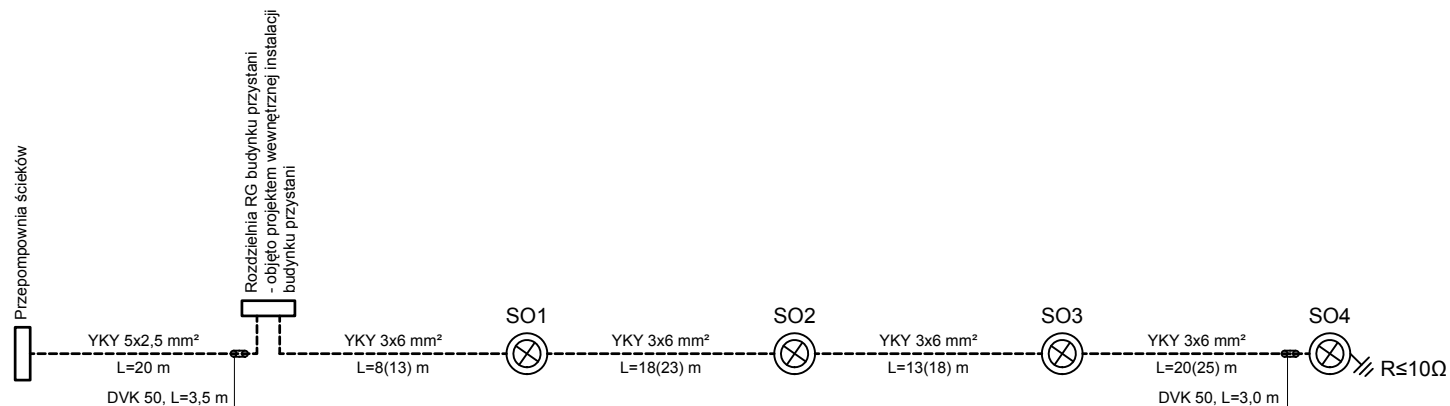 Przepompownia ścieków
Rozdzielnia RG budynku przystani
- objęto projektem wewnętrznej instalacji
budynku przystani
YKY 5x2,5 mm²
L=20 m
DVK 50, L=3,5 m
YKY 3x6 mm²
L=8(13) m
SO1
YKY 3x6 mm²
L=18(23) m
SO2
YKY 3x6 mm²
L=13(18) m
SO3
YKY 3x6 mm²
L=20(25) m
DVK 50, L=3,0 m
SO4
R≤10Ω